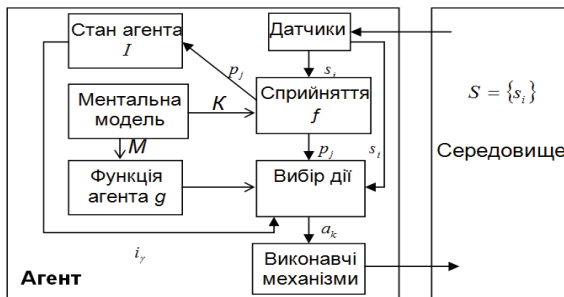 Стан агента
I
Датчики
p_j
s_i
S = {s_i}
Ментальна
модель
К
Сприйняття
f
М
p_j
s_t
Середовище
Функція
агента g
Вибір дії
a_k
i_γ
Виконавчі
механізми
Агент